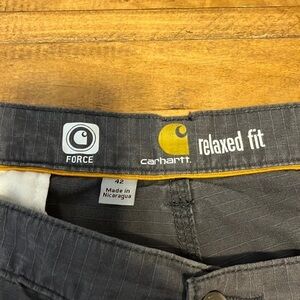 FORCE
carhartt
relaxed fit
42
Made in
Nicaragua